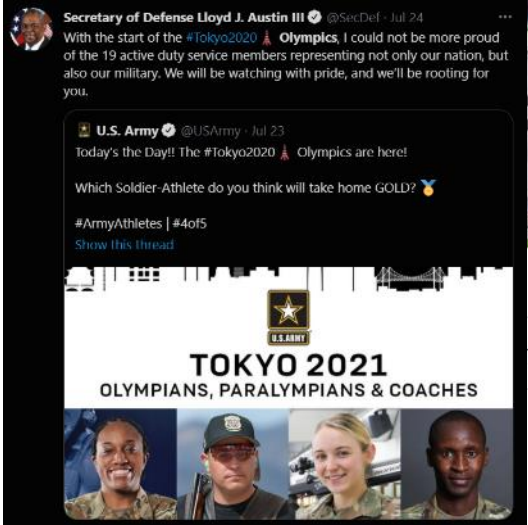 Secretary of Defense Lloyd J. Austin III @SecDef · Jul 24
With the start of the #Tokyo2020 Olympics, I could not be more proud
of the 19 active duty service members representing not only our nation, but
also our military. We will be watching with pride, and we'll be rooting for
you.
U.S. Army @USArmy · Jul 23
Today's the Day!! The #Tokyo2020 Olympics are here!
Which Soldier-Athlete do you think will take home GOLD?
#ArmyAthletes | #4of5
Show this thread
U.S.ARMY
TOKYO 2021
OLYMPIANS, PARALYMPIANS & COACHES